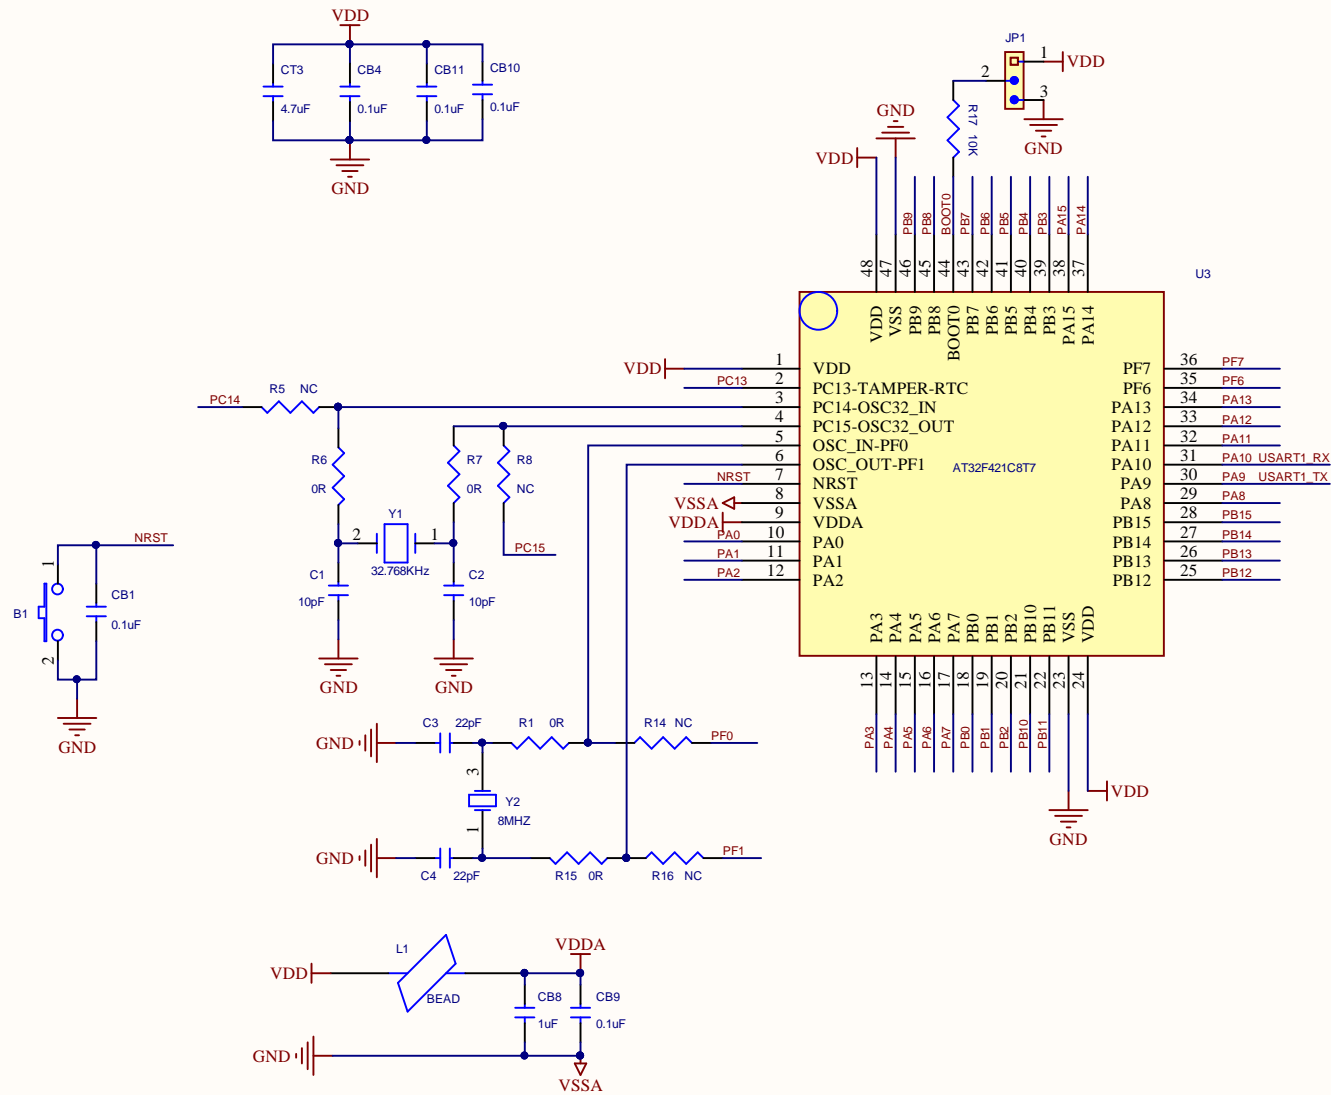 VDD
CT3 CB4 CB11 CB10
4.7uF 0.1uF 0.1uF 0.1uF
GND
JP1
1 VDD
2
3
GND
R17 10K
GND
VDD
PB9 PB8 BOOT0 PB7 PB6 PB5 PB4 PB3 PA15 PA14
48 47 46 45 44 43 42 41 40 39 38 37
U3
VDD VSS PB9 PB8 BOOT0 PB7 PB6 PB5 PB4 PB3 PA15 PA14
VDD 1 VDD
PC13 2 PC13-TAMPER-RTC
3 PC14-OSC32_IN
4 PC15-OSC32_OUT
5 OSC_IN-PF0
6 OSC_OUT-PF1
NRST 7 NRST
VSSA 8 VSSA
VDDA 9 VDDA
PA0 10 PA0
PA1 11 PA1
PA2 12 PA2
AT32F421C8T7
PF7 36 PF7
PF6 35 PF6
PA13 34 PA13
PA12 33 PA12
PA11 32 PA11
PA10 31 PA10 USART1_RX
PA9 30 PA9 USART1_TX
PA8 29 PA8
PB15 28 PB15
PB14 27 PB14
PB13 26 PB13
PB12 25 PB12
PA3 PA4 PA5 PA6 PA7 PB0 PB1 PB2 PB10 PB11 VSS VDD
13 14 15 16 17 18 19 20 21 22 23 24
PA3 PA4 PA5 PA6 PA7 PB0 PB1 PB2 PB10 PB11
VDD
GND
PC14 R5 NC
R6 0R
R7 0R
R8 NC
PC15
Y1
2 1
32.768KHz
C1 10pF
C2 10pF
GND GND
NRST
1
B1
2
CB1
0.1uF
GND
GND C3 22pF R1 0R R14 NC PF0
3
Y2
8MHZ
1
GND C4 22pF R15 0R R16 NC PF1
VDD L1 BEAD VDDA
CB8 CB9
1uF 0.1uF
GND
VSSA